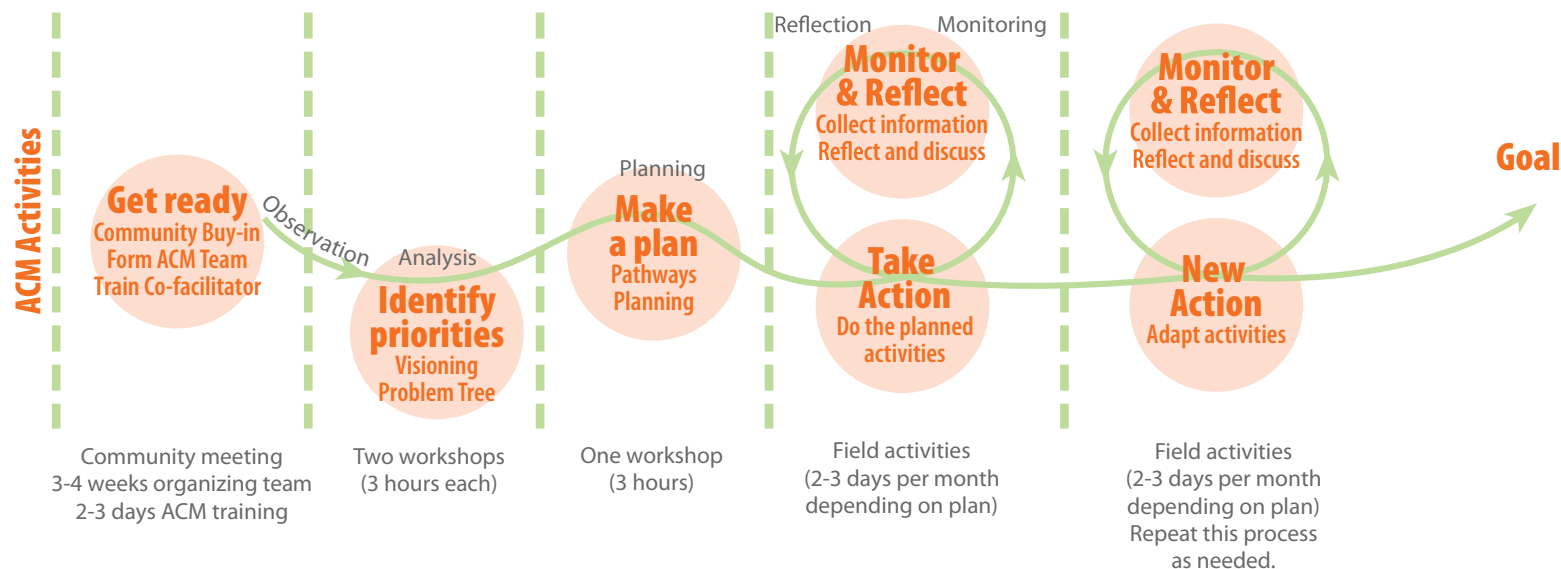 ACM Activities
Get ready
Community Buy-in
Form ACM Team
Train Co-facilitator
Community meeting
3-4 weeks organizing team
2-3 days ACM training
Observation
Analysis
Identify
priorities
Visioning
Problem Tree
Two workshops
(3 hours each)
Planning
Make
a plan
Pathways
Planning
One workshop
(3 hours)
Reflection
Monitoring
Monitor
& Reflect
Collect information
Reflect and discuss
Take
Action
Do the planned
activities
Field activities
(2-3 days per month
depending on plan)
Monitor
& Reflect
Collect information
Reflect and discuss
New
Action
Adapt activities
Field activities
(2-3 days per month
depending on plan)
Repeat this process
as needed.
Goal